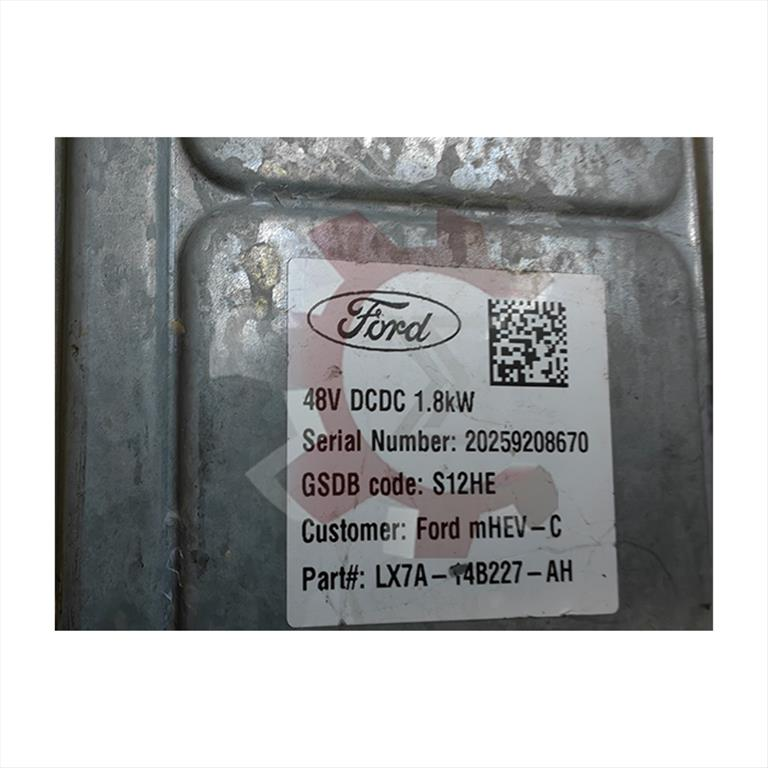 Ford
48V DCDC 1.8kW
Serial Number: 20259208670
GSDB code: S12HE
Customer: Ford mHEV-C
Part#: LX7A-14B227-AH